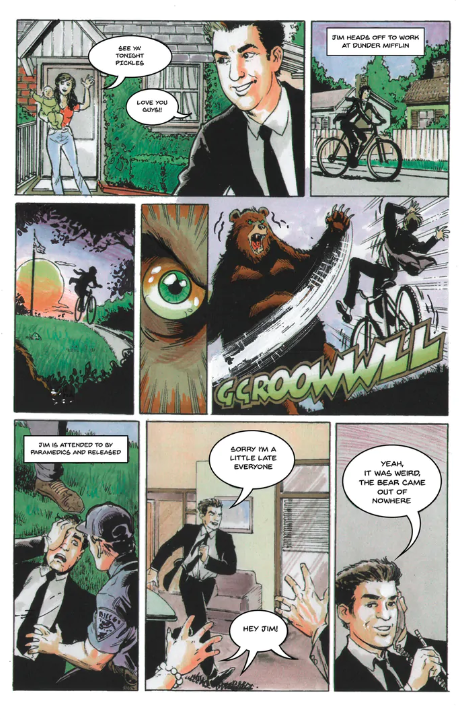 SEE YA'
TONIGHT
PICKLES
LOVE YOU
GUYS!!
JIM HEADS OFF TO WORK
AT DUNDER MIFFLIN
GGROOWWLL
JIM IS ATTENDED TO BY
PARAMEDICS AND RELEASED
SORRY I'M A
LITTLE LATE
EVERYONE
HEY JIM!
YEAH,
IT WAS WEIRD,
THE BEAR CAME
OUT OF
NOWHERE